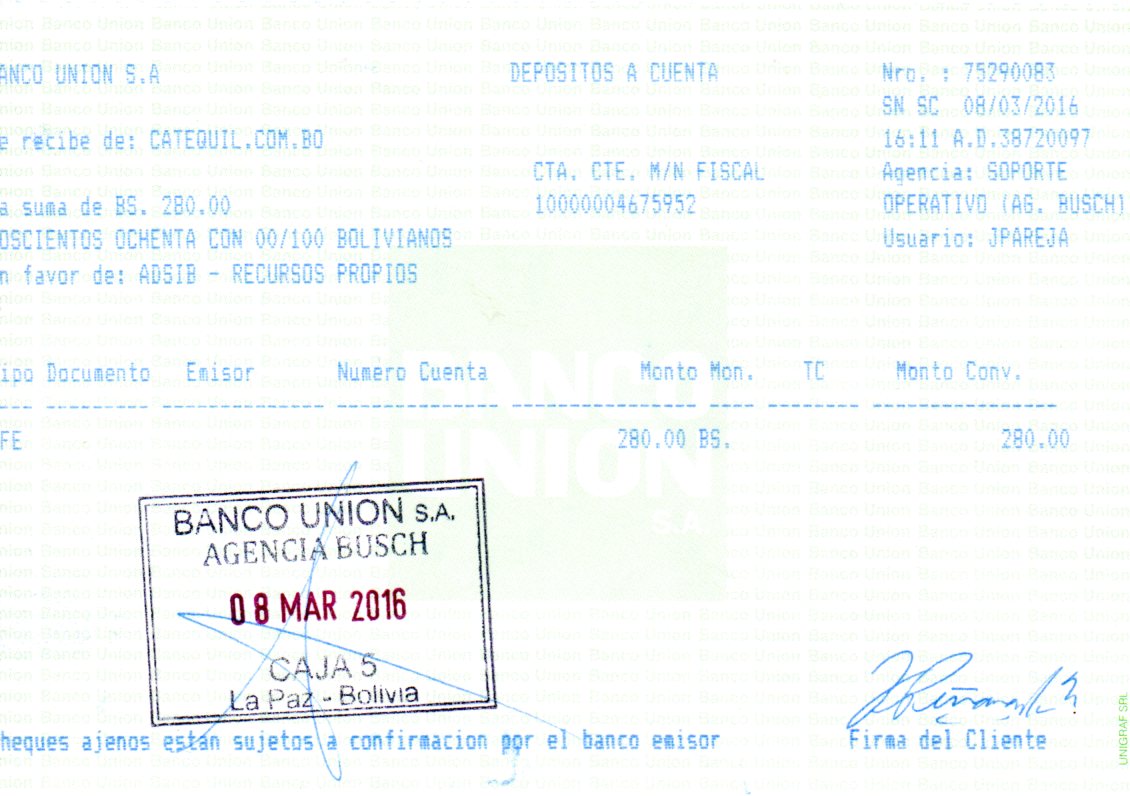 ANCO UNION S.A
DEPOSITOS A CUENTA
Nro. : 75290083
SN SC 08/03/2016
e recibe de: CATEQUIL.COM.BO
16:11 A.D.38720097
CTA. CTE. M/N FISCAL
Agencia: SOPORTE
a suma de BS. 280.00
10000004675952
OPERATIVO (AG. BUSCH)
OSCIENTOS OCHENTA CON 00/100 BOLIVIANOS
Usuario: JPAREJA
n favor de: ADSIB - RECURSOS PROPIOS
ipo Documento Emisor Numero Cuenta Monto Mon. TC Monto Conv.
FE 280.00 BS. 280.00
BANCO
UNION
S.A.
BANCO UNION S.A.
AGENCIA BUSCH
08 MAR 2016
CAJA 5
La Paz - Bolivia
heques ajenos están sujetos a confirmacion por el banco emisor
Firma del Cliente
UNIGRAF SRL